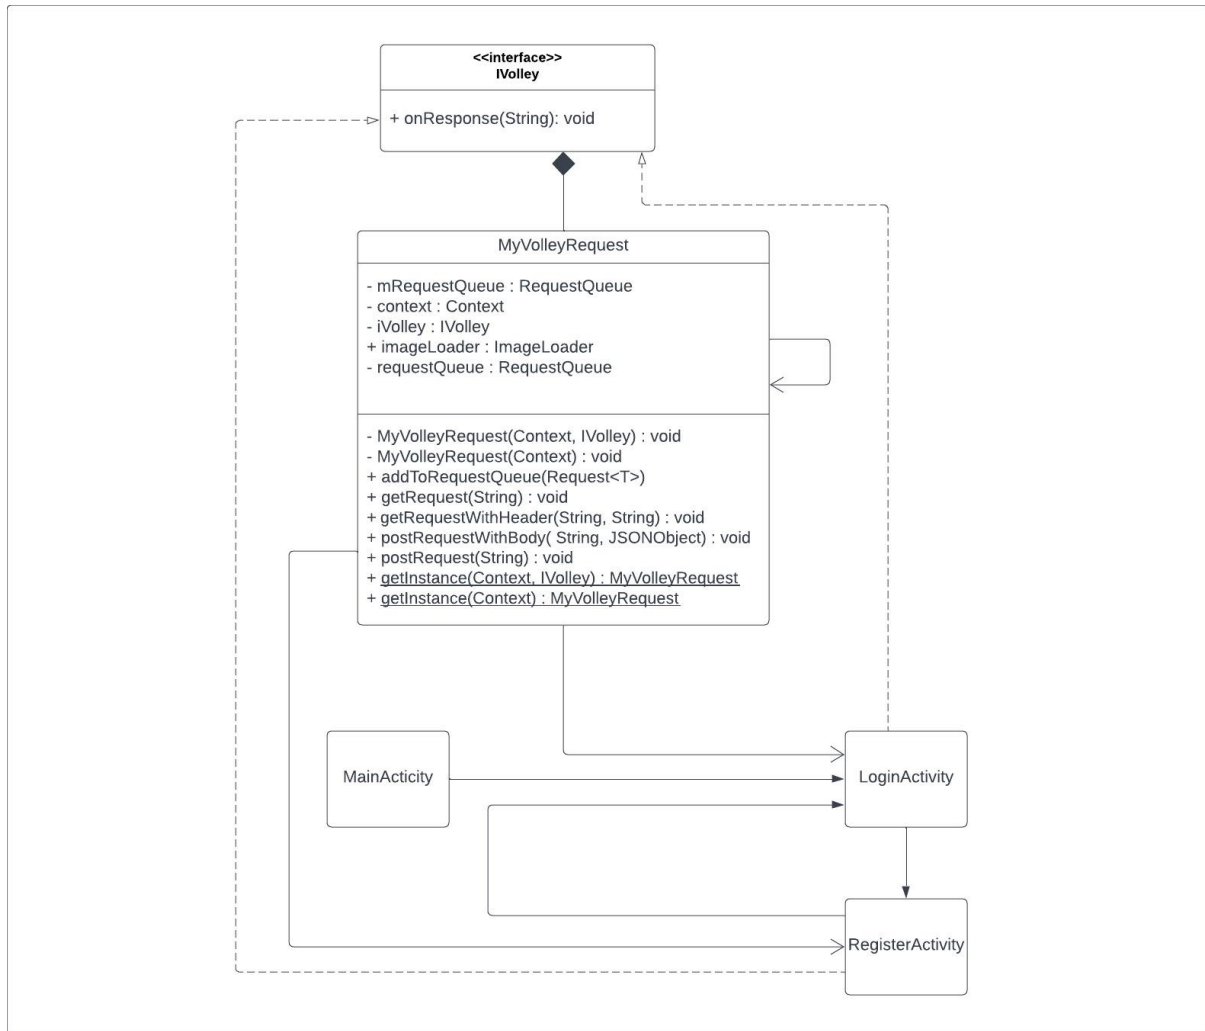 <<interface>>
IVolley
+ onResponse(String): void
MyVolleyRequest
- mRequestQueue : RequestQueue
- context : Context
- iVolley : IVolley
+ imageLoader : ImageLoader
- requestQueue : RequestQueue
- MyVolleyRequest(Context, IVolley) : void
- MyVolleyRequest(Context) : void
+ addToRequestQueue(Request<T>)
+ getRequest(String) : void
+ getRequestWithHeader(String, String) : void
+ postRequestWithBody( String, JSONObject) : void
+ postRequest(String) : void
+ getInstance(Context, IVolley) : MyVolleyRequest
+ getInstance(Context) : MyVolleyRequest
MainActicity
LoginActivity
RegisterActivity